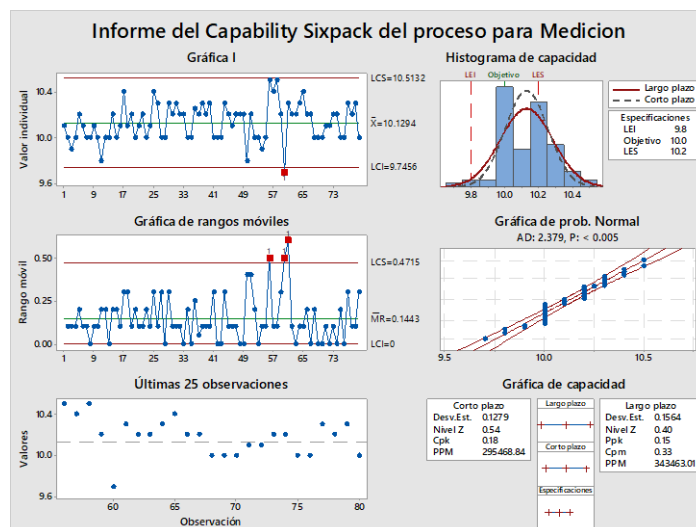 Informe del Capability Sixpack del proceso para Medicion
Gráfica I
Valor individual
10.4
10.0
9.6
1 9 17 25 33 41 49 57 65 73
LCS=10.5132
X=10.1294
LCI=9.7456
1
Histograma de capacidad
LEI Objetivo LES
9.8 10.0 10.2 10.4
Largo plazo
Corto plazo
Especificaciones
LEI 9.8
Objetivo 10.0
LES 10.2
Gráfica de rangos móviles
Rango móvil
0.50
0.25
0.00
1 9 17 25 33 41 49 57 65 73
1 1 1
LCS=0.4715
MR=0.1443
LCI=0
Gráfica de prob. Normal
AD: 2.379, P: < 0.005
9.5 10.0 10.5
Últimas 25 observaciones
Valores
10.4
10.0
9.6
60 65 70 75 80
Observación
Gráfica de capacidad
Corto plazo
Desv.Est. 0.1279
Nivel Z 0.54
Cpk 0.18
PPM 295468.84
Largo plazo
Corto plazo
Especificaciones
Largo plazo
Desv.Est. 0.1564
Nivel Z 0.40
Ppk 0.15
Cpm 0.33
PPM 343463.01